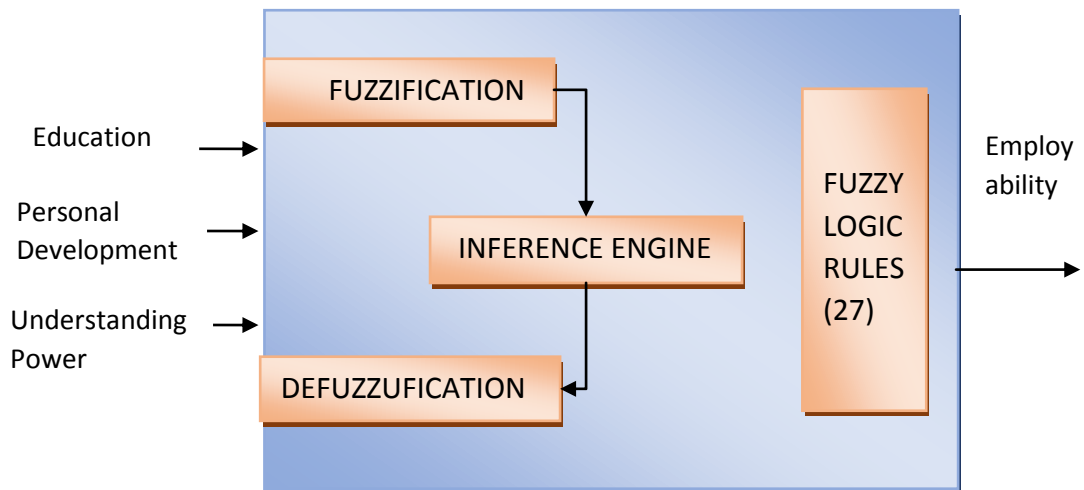 FUZZIFICATION
Education
Personal
Development
Understanding
Power
INFERENCE ENGINE
DEFUZZUFICATION
FUZZY
LOGIC
RULES
(27)
Employ
ability